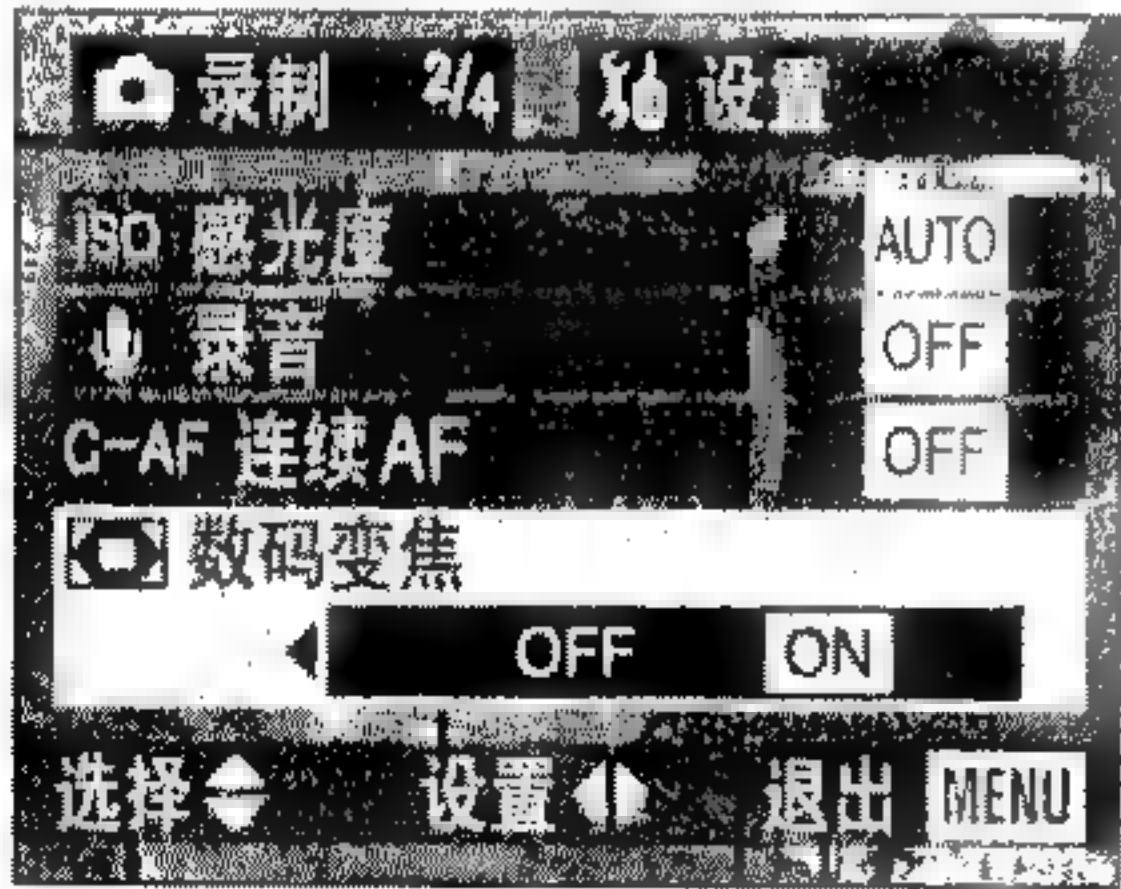 录制 2/4 设置
ISO 感光度 AUTO
录音 OFF
C-AF 连续AF OFF
数码变焦
OFF ON
选择 设置 退出 MENU